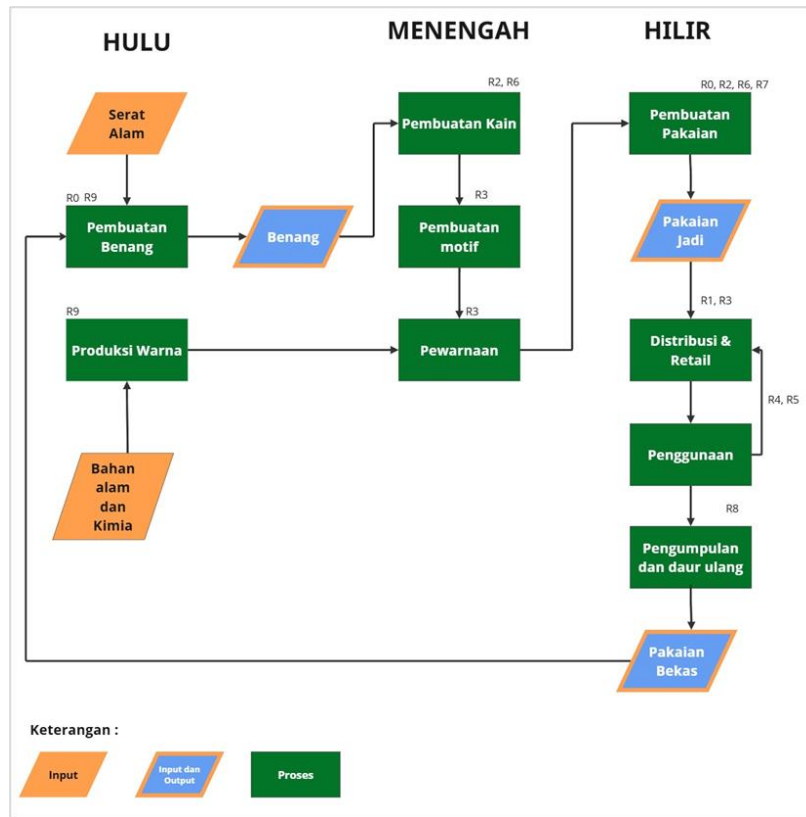 HULU
MENENGAH
HILIR
Serat
Alam
R0 R9
Pembuatan
Benang
Benang
R9
Produksi Warna
Bahan
alam
dan
Kimia
R2, R6
Pembuatan Kain
R3
Pembuatan
motif
R3
Pewarnaan
R0, R2, R6, R7
Pembuatan
Pakaian
Pakaian
Jadi
R1, R3
Distribusi &
Retail
R4, R5
Penggunaan
R8
Pengumpulan
dan daur ulang
Pakaian
Bekas
Keterangan :
Input
Input dan
Output
Proses